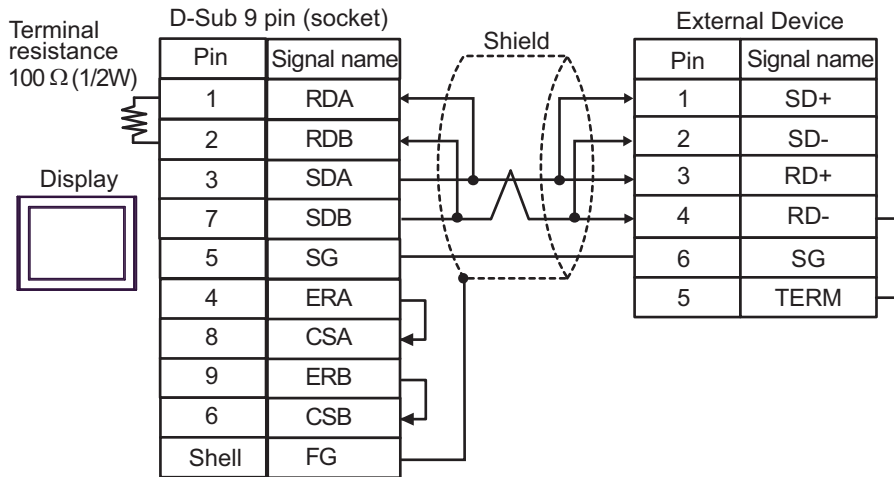 D-Sub 9 pin (socket)
Terminal
resistance
100 Ω (1/2W)
Display
Pin Signal name
1 RDA
2 RDB
3 SDA
7 SDB
5 SG
4 ERA
8 CSA
9 ERB
6 CSB
Shell FG
Shield
External Device
Pin Signal name
1 SD+
2 SD-
3 RD+
4 RD-
6 SG
5 TERM